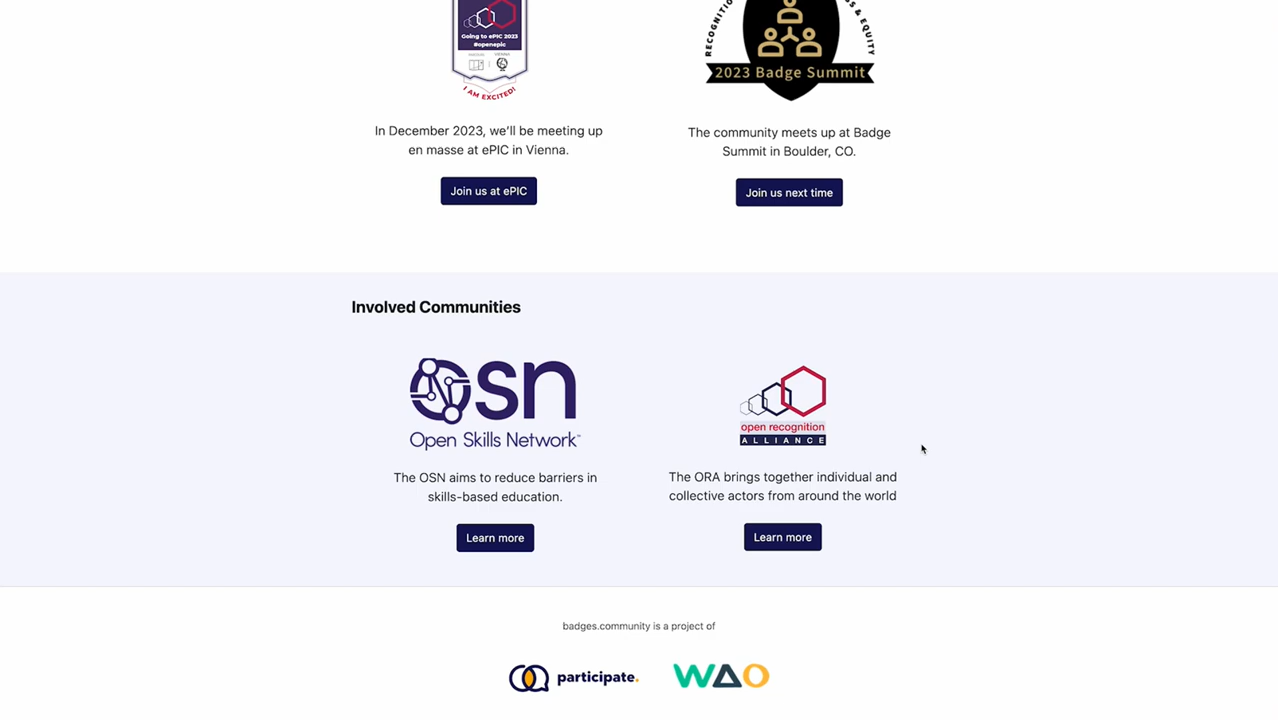 Going to ePIC 2023
#openepic
I AM EXCITED!
In December 2023, we'll be meeting up
en masse at ePIC in Vienna.
Join us at ePIC
RECOGNITIO
& EQUITY
2023 Badge Summit
The community meets up at Badge
Summit in Boulder, CO.
Join us next time
Involved Communities
osn
Open Skills Network™
The OSN aims to reduce barriers in
skills-based education.
Learn more
open recognition
ALLIANCE
The ORA brings together individual and
collective actors from around the world
Learn more
badges.community is a project of
participate.
WAO